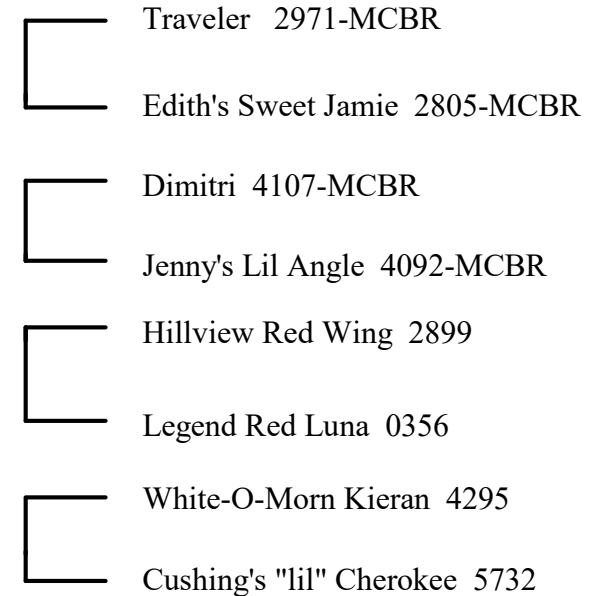 Traveler 2971-MCBR
Edith's Sweet Jamie 2805-MCBR
Dimitri 4107-MCBR
Jenny's Lil Angle 4092-MCBR
Hillview Red Wing 2899
Legend Red Luna 0356
White-O-Morn Kieran 4295
Cushing's "lil" Cherokee 5732